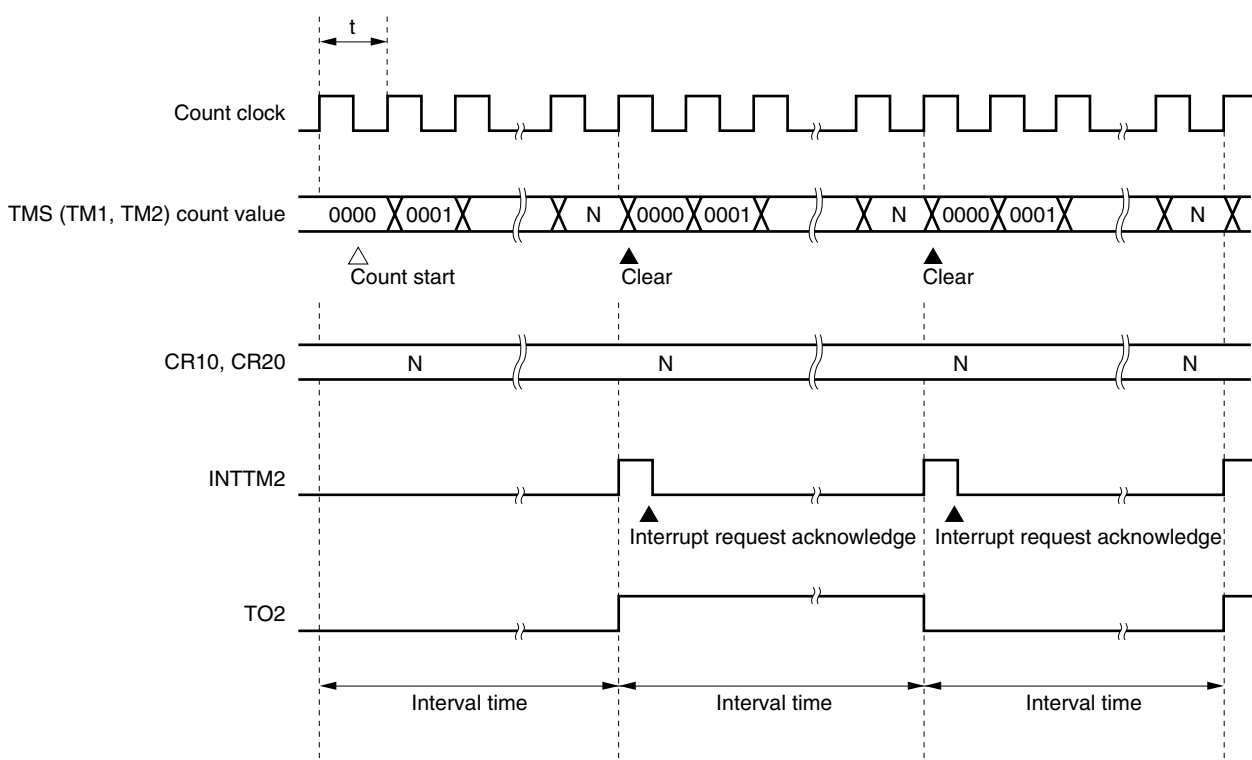 t
Count clock
TMS (TM1, TM2) count value 0000 0001 N 0000 0001 N 0000 0001 N
Count start Clear Clear
CR10, CR20 N N N N
INTTM2
Interrupt request acknowledge Interrupt request acknowledge
TO2
Interval time Interval time Interval time